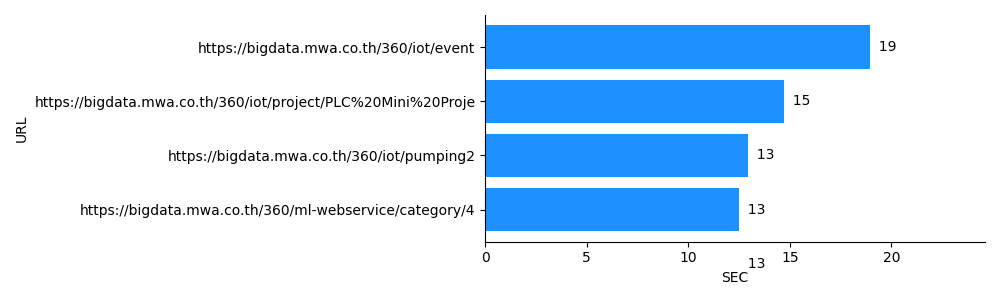 https://bigdata.mwa.co.th/360/iot/event
19
https://bigdata.mwa.co.th/360/iot/project/PLC%20Mini%20Proje
15
URL
https://bigdata.mwa.co.th/360/iot/pumping2
13
https://bigdata.mwa.co.th/360/ml-webservice/category/4
13
0 5 10 15 20
13
SEC